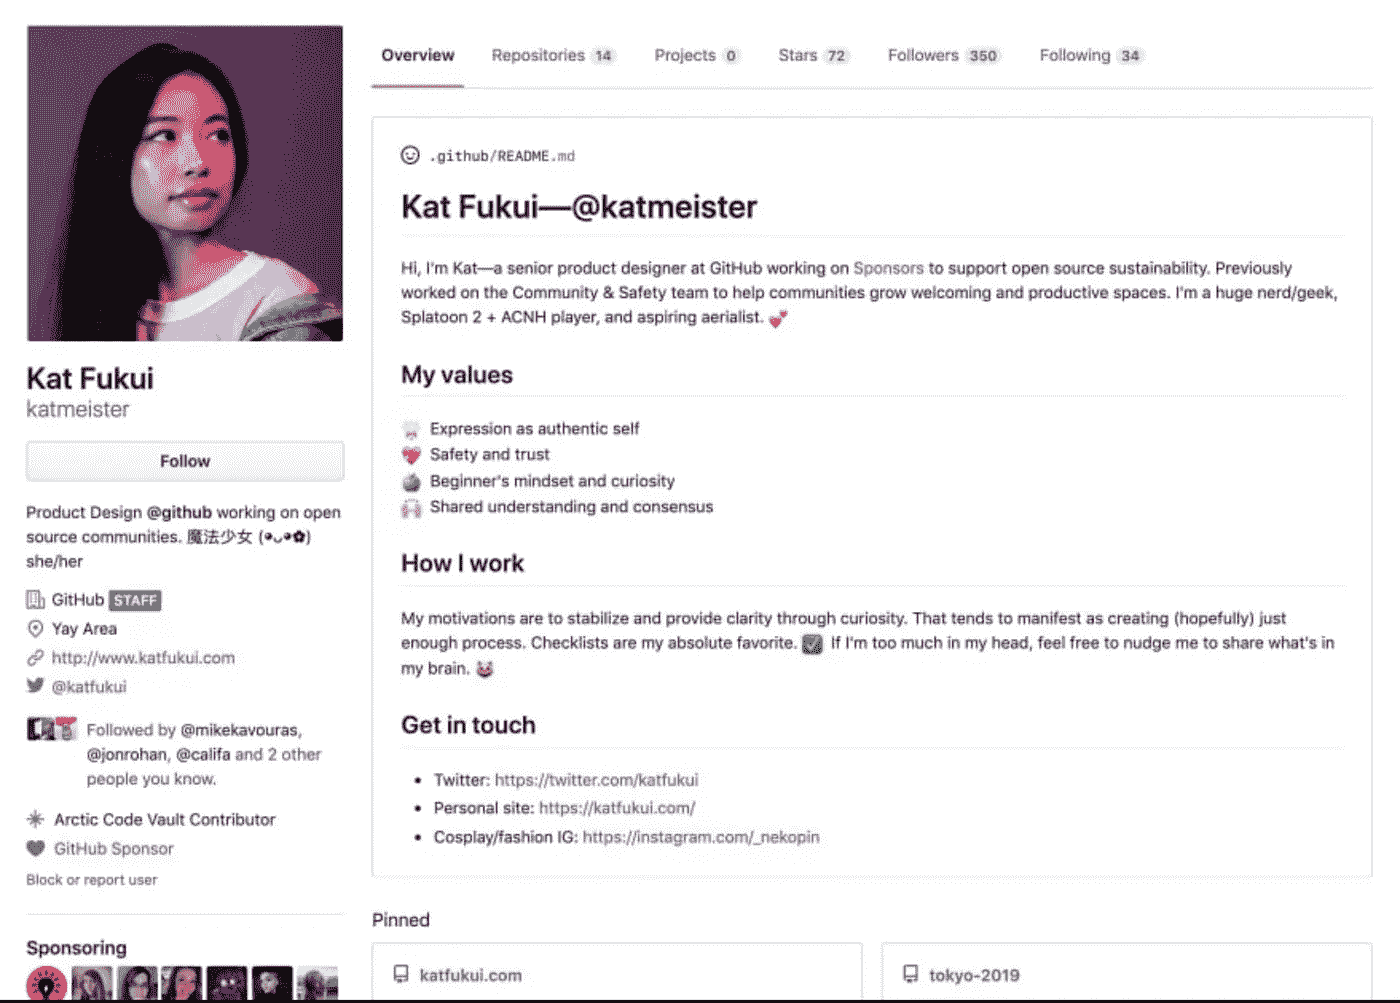 Overview Repositories 14 Projects 0 Stars 72 Followers 350 Following 34
Kat Fukui
katmeister
Follow
Product Design @github working on open
source communities. 魔法少女 (◕ᴗ◕✿)
she/her
GitHub STAFF
Yay Area
http://www.katfukui.com
@katfukui
Followed by @mikekavouras,
@jonrohan, @califa and 2 other
people you know.
Arctic Code Vault Contributor
GitHub Sponsor
Block or report user
Sponsoring
.github/README.md
Kat Fukui—@katmeister
Hi, I'm Kat—a senior product designer at GitHub working on Sponsors to support open source sustainability. Previously
worked on the Community & Safety team to help communities grow welcoming and productive spaces. I'm a huge nerd/geek,
Splatoon 2 + ACNH player, and aspiring aerialist. 💕
My values
Expression as authentic self
💖 Safety and trust
Beginner's mindset and curiosity
Shared understanding and consensus
How I work
My motivations are to stabilize and provide clarity through curiosity. That tends to manifest as creating (hopefully) just
enough process. Checklists are my absolute favorite. ☑️ If I'm too much in my head, feel free to nudge me to share what's in
my brain.
Get in touch
• Twitter: https://twitter.com/katfukui
• Personal site: https://katfukui.com/
• Cosplay/fashion IG: https://instagram.com/_nekopin
Pinned
katfukui.com
tokyo-2019